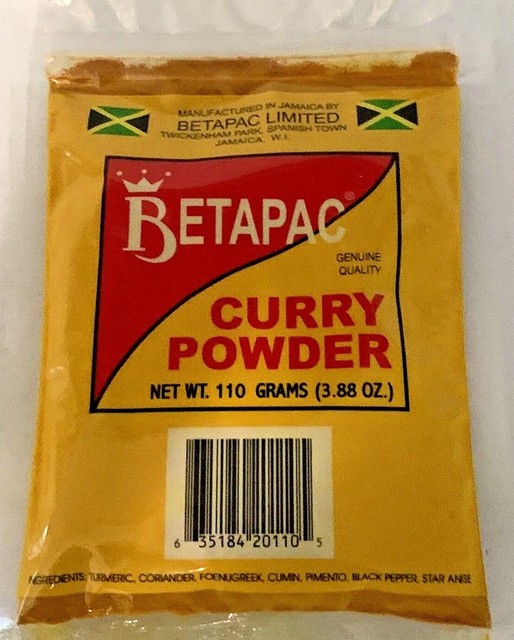 MANUFACTURED IN JAMAICA BY
BETAPAC LIMITED
TWICKENHAM PARK, SPANISH TOWN
JAMAICA, W.I.
BETAPAC®
GENUINE
QUALITY
CURRY
POWDER
NET WT. 110 GRAMS (3.88 OZ.)
6 35184 20110 5
INGREDIENTS: TURMERIC, CORIANDER, FOENUGREEK, CUMIN, PIMENTO, BLACK PEPPER, STAR ANISE